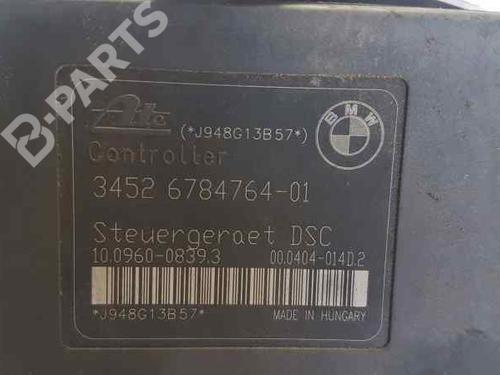 B-PARTS
Ate
(*J948G13B57*)
BMW
Controller
3452 6784764-01
Steuergeraet DSC
10.0960-0839.3 00.0404-014D.2
*J948G13B57*
MADE IN HUNGARY
B-PARTS